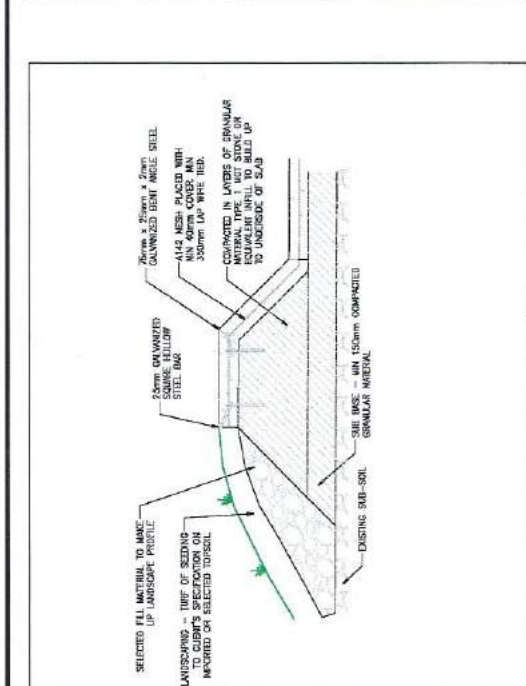 SELECTED FILL MATERIAL TO MAKE
UP LANDSCAPE PROFILE
LANDSCAPING - TURF OF SEEDING
TO CLIENT'S SPECIFICATION ON
IMPORTED OR SELECTED TOPSOIL
25mm GALVANIZED
SQUARE HOLLOW
STEEL BAR
25mm x 2mm
GALVANIZED BENT ANGLE STEEL
A142 MESH PLACED WITH
MIN 40mm COVER. MIN
350mm LAP WIRE TIED.
COMPACTED IN LAYERS OF GRANULAR
MATERIAL TYPE 1 MOT STONE OR
EQUIVALENT INFILL TO BUILD UP
TO UNDERSIDE OF SLAB
SUB BASE - MIN 150mm COMPACTED
GRANULAR MATERIAL
EXISTING SUB-SOIL